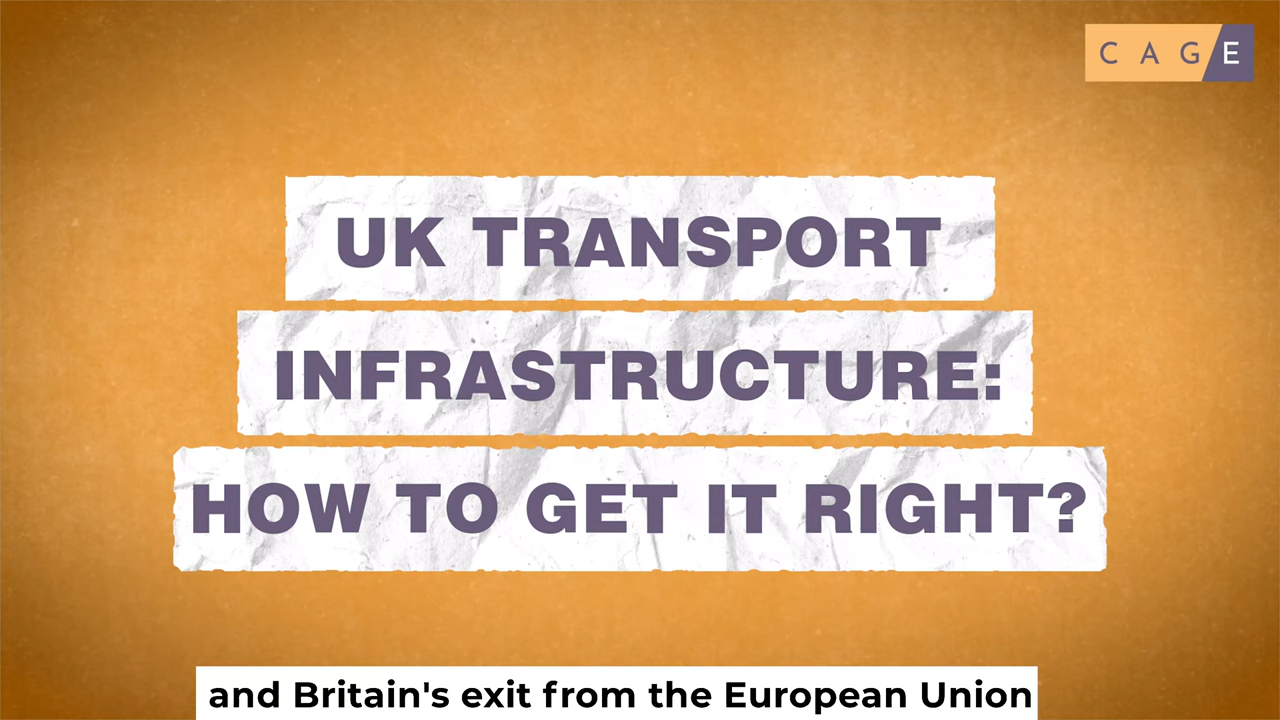 CAGE
UK TRANSPORT
INFRASTRUCTURE:
HOW TO GET IT RIGHT?
and Britain's exit from the European Union